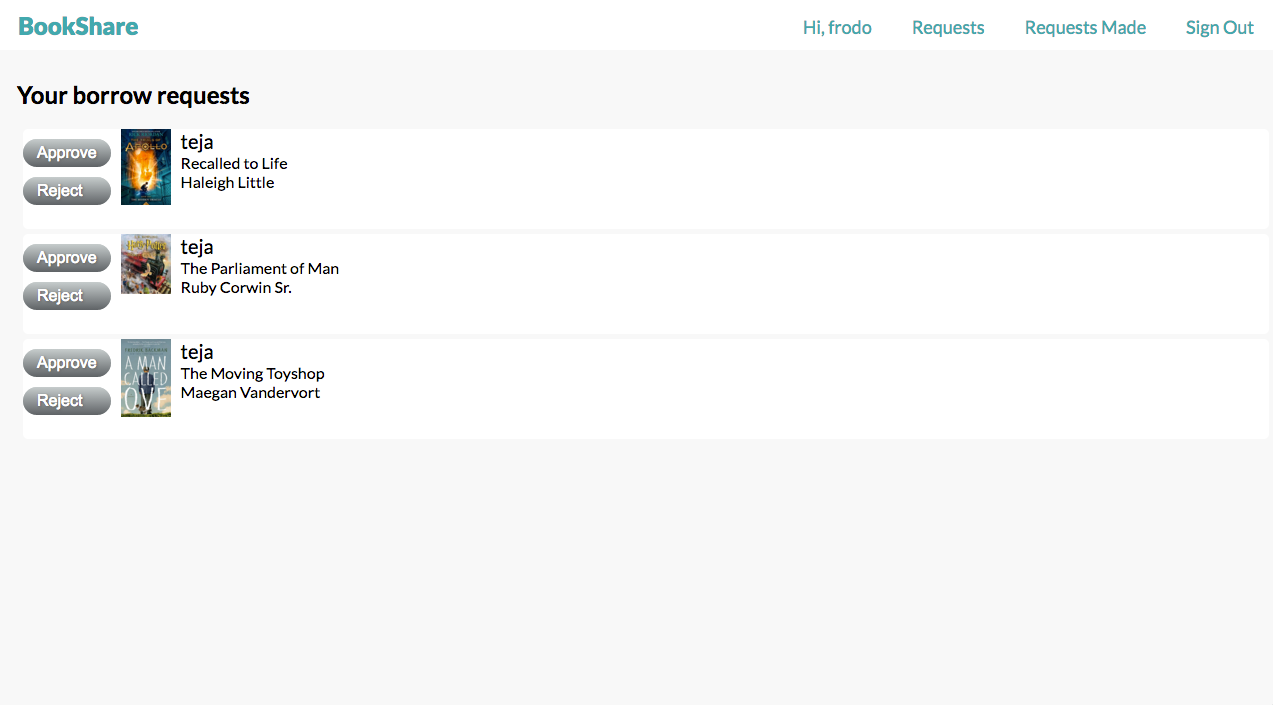 BookShare
Hi, frodo Requests Requests Made Sign Out
Your borrow requests
Approve
Reject
APOLLO
teja
Recalled to Life
Haleigh Little
Approve
Reject
Harry Potter
teja
The Parliament of Man
Ruby Corwin Sr.
Approve
Reject
A MAN
CALLED
OVE
teja
The Moving Toyshop
Maegan Vandervort